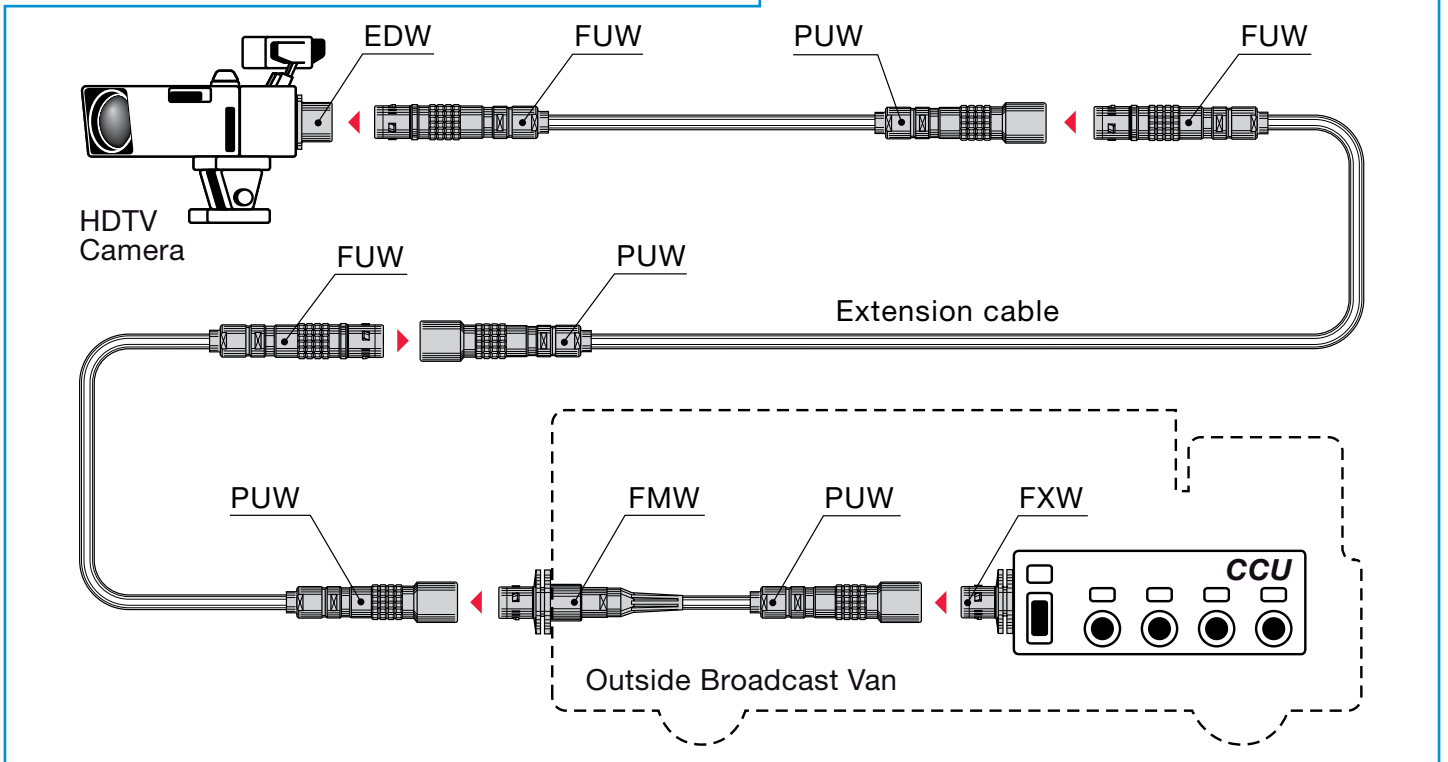 EDW
FUW
PUW
FUW
HDTV
Camera
FUW
PUW
Extension cable
PUW
FMW
PUW
FXW
CCU
Outside Broadcast Van